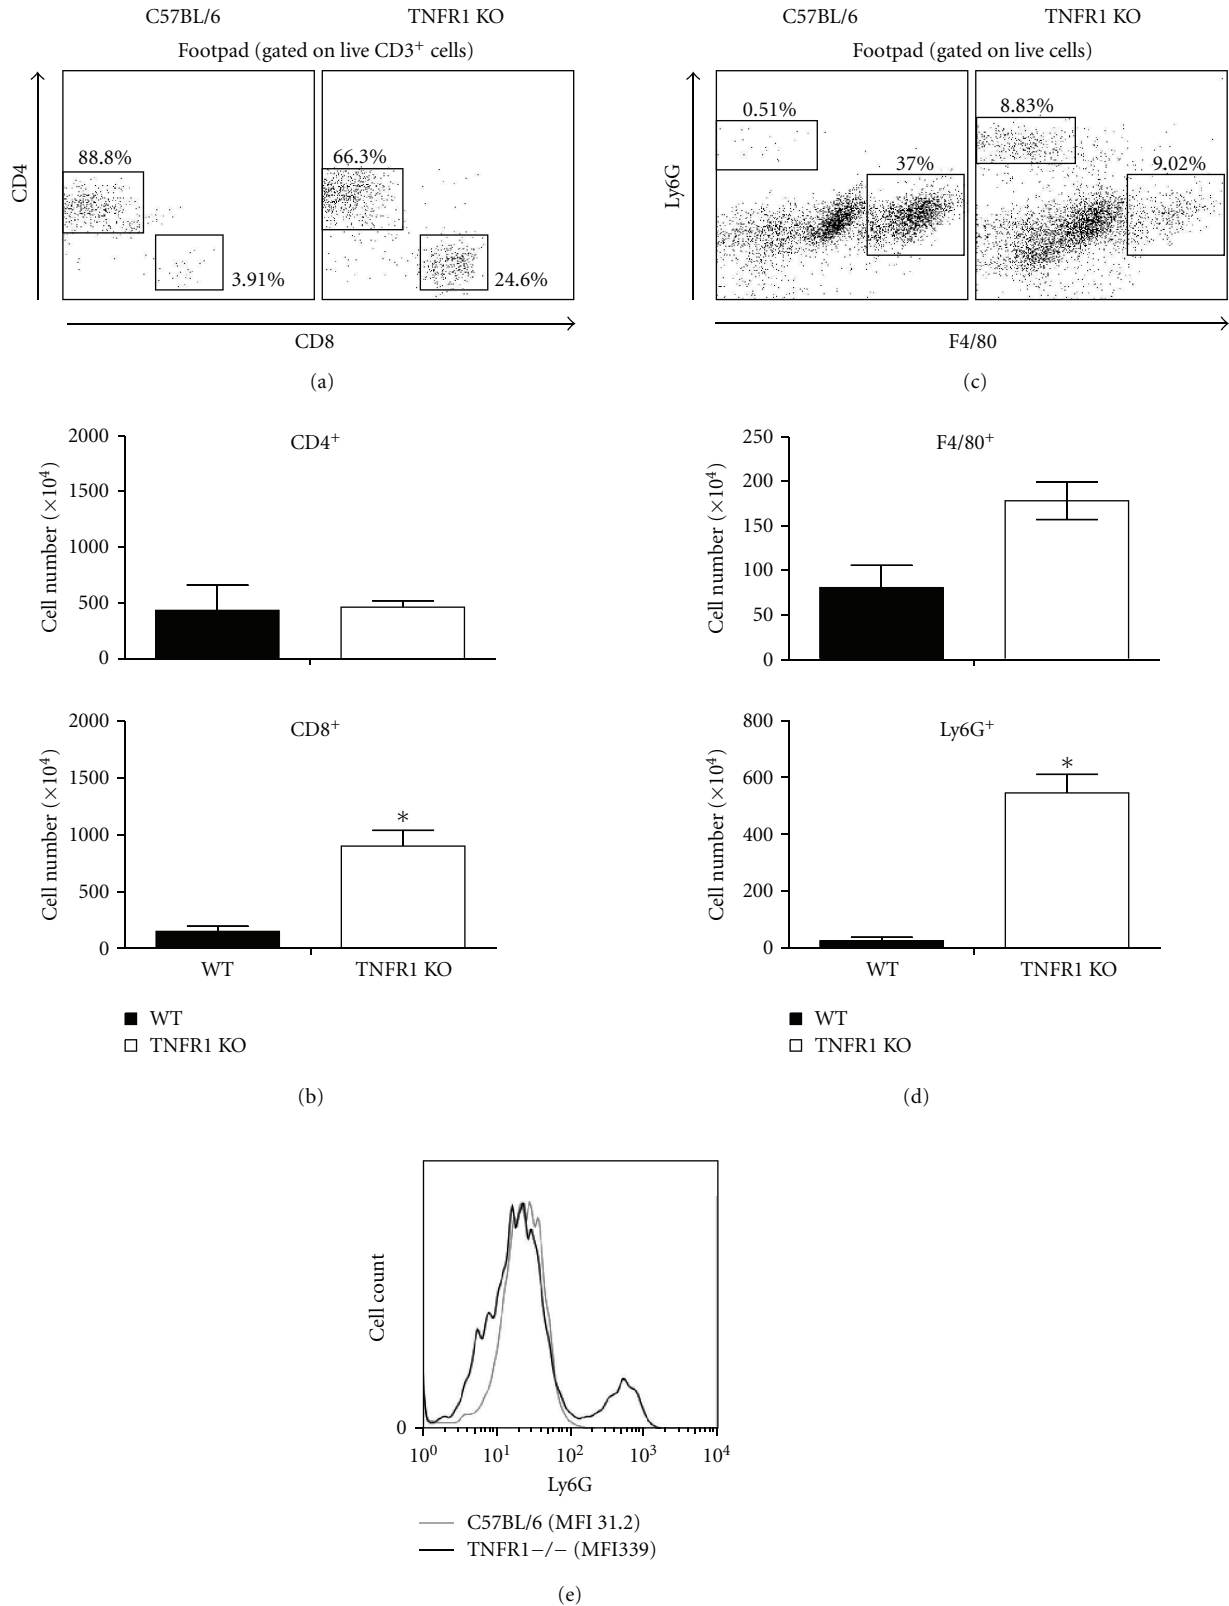 C57BL/6
TNFR1 KO
Footpad (gated on live CD3⁺ cells)
88.8%
66.3%
3.91%
24.6%
CD4
CD8
(a)
C57BL/6
TNFR1 KO
Footpad (gated on live cells)
0.51%
37%
8.83%
9.02%
Ly6G
F4/80
(c)
CD4⁺
2000
1500
1000
500
0
Cell number (×10⁴)
CD8⁺
2000
1500
1000
500
0
Cell number (×10⁴)
*
WT
TNFR1 KO
WT
TNFR1 KO
(b)
F4/80⁺
250
200
150
100
50
0
Cell number (×10⁴)
Ly6G⁺
800
600
400
200
0
Cell number (×10⁴)
*
WT
TNFR1 KO
WT
TNFR1 KO
(d)
Cell count
0
10⁰ 10¹ 10² 10³ 10⁴
Ly6G
C57BL/6 (MFI 31.2)
TNFR1−/− (MFI339)
(e)